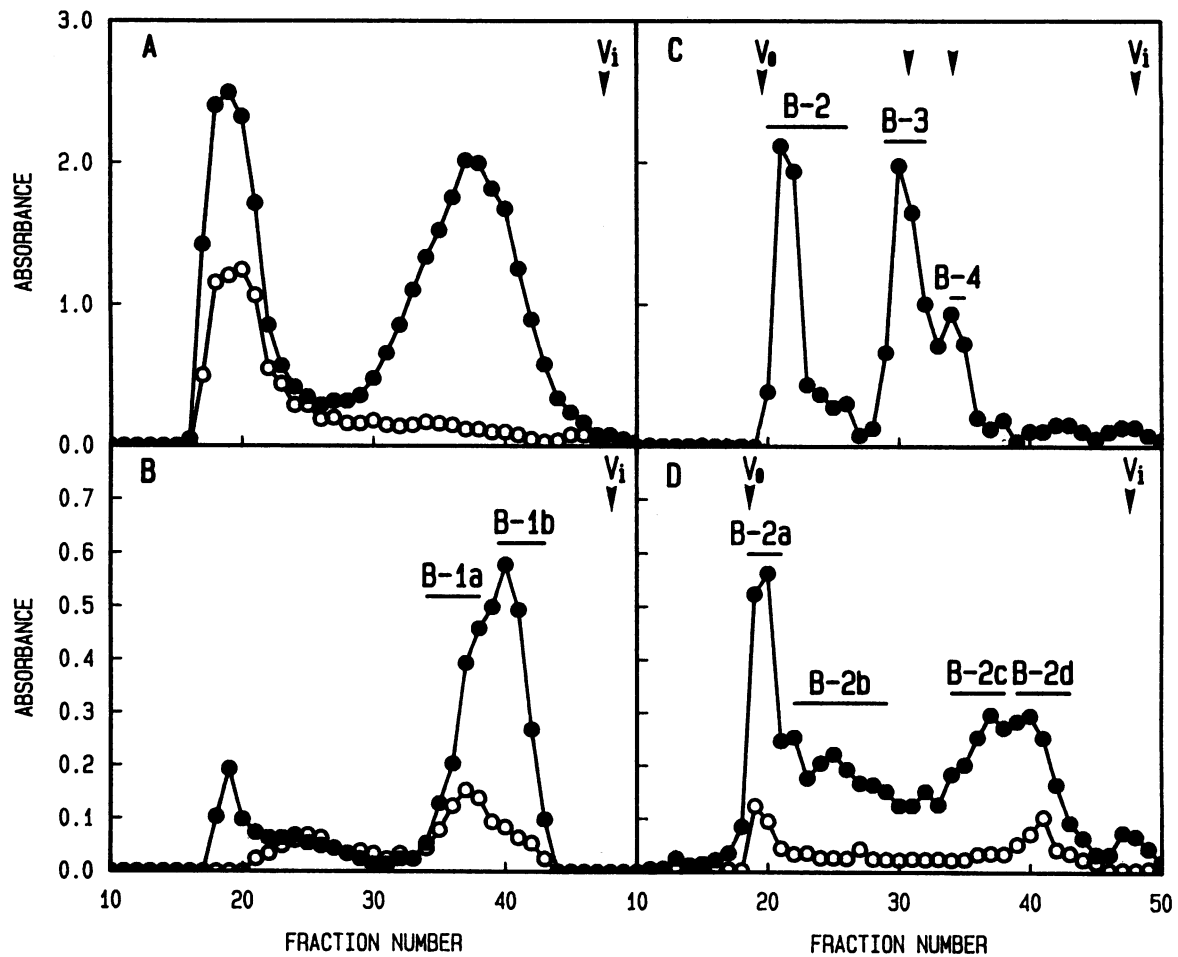 A
Vi
ABSORBANCE
3.0
2.0
1.0
0.0
C
V0
Vi
B-2
B-3
B-4
B
Vi
B-1a
B-1b
ABSORBANCE
0.7
0.6
0.5
0.4
0.3
0.2
0.1
0.0
10
20
30
40
FRACTION NUMBER
D
V0
Vi
B-2a
B-2b
B-2c
B-2d
10
20
30
40
50
FRACTION NUMBER